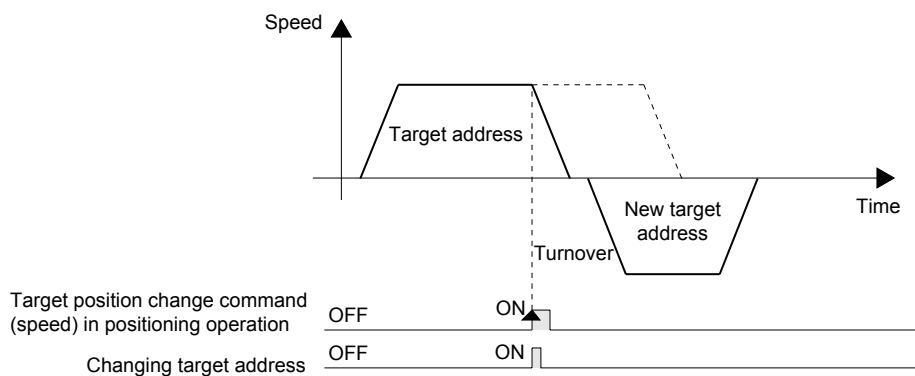 Speed
Target address
Time
New target
address
Turnover
Target position change command
(speed) in positioning operation
OFF
ON
Changing target address
OFF
ON